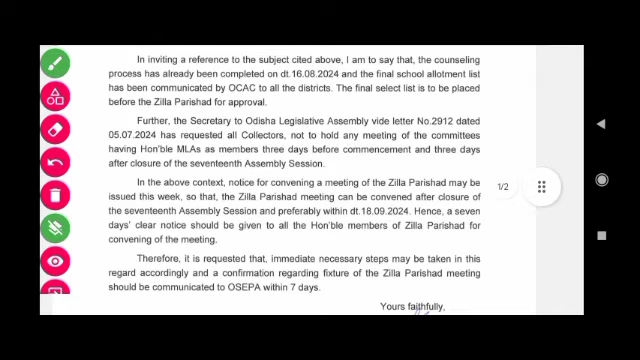 In inviting a reference to the subject cited above, I am to say that, the counseling
process has already been completed on dt.16.08.2024 and the final school allotment list
has been communicated by OCAC to all the districts. The final select list is to be placed
before the Zilla Parishad for approval.
Further, the Secretary to Odisha Legislative Assembly vide letter No.2912 dated
05.07.2024 has requested all Collectors, not to hold any meeting of the committees
having Hon'ble MLAs as members three days before commencement and three days
after closure of the seventeenth Assembly Session.
In the above context, notice for convening a meeting of the Zilla Parishad may be
issued this week, so that, the Zilla Parishad meeting can be convened after closure of
the seventeenth Assembly Session and preferably within dt.18.09.2024. Hence, a seven
days' clear notice should be given to all the Hon'ble members of Zilla Parishad for
convening of the meeting.
Therefore, it is requested that, immediate necessary steps may be taken in this
regard accordingly and a confirmation regarding fixture of the Zilla Parishad meeting
should be communicated to OSEPA within 7 days.
Yours faithfully,
1/2